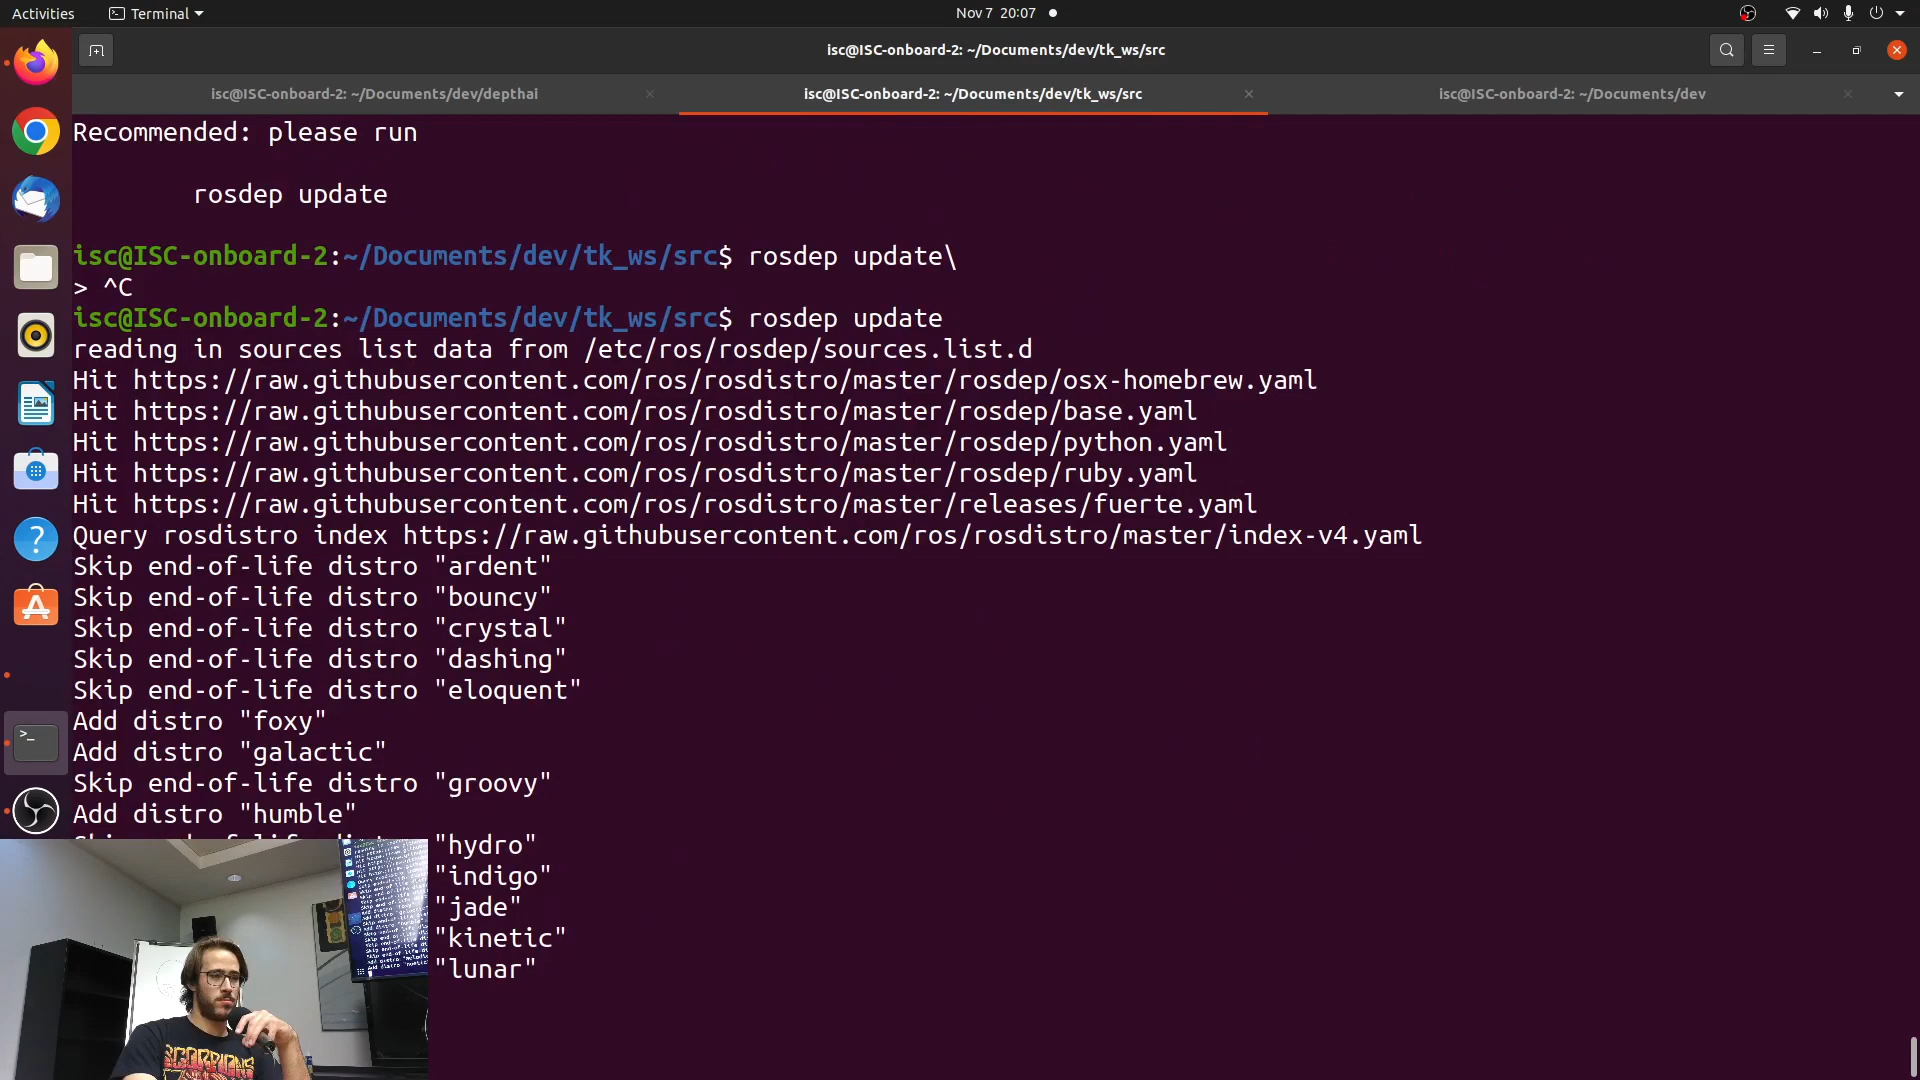 Activities Terminal Nov 7 20:07
isc@ISC-onboard-2: ~/Documents/dev/tk_ws/src
isc@ISC-onboard-2: ~/Documents/dev/depthai isc@ISC-onboard-2: ~/Documents/dev/tk_ws/src isc@ISC-onboard-2: ~/Documents/dev
Recommended: please run
rosdep update
isc@ISC-onboard-2:~/Documents/dev/tk_ws/src$ rosdep update\
> ^C
isc@ISC-onboard-2:~/Documents/dev/tk_ws/src$ rosdep update
reading in sources list data from /etc/ros/rosdep/sources.list.d
Hit https://raw.githubusercontent.com/ros/rosdistro/master/rosdep/osx-homebrew.yaml
Hit https://raw.githubusercontent.com/ros/rosdistro/master/rosdep/base.yaml
Hit https://raw.githubusercontent.com/ros/rosdistro/master/rosdep/python.yaml
Hit https://raw.githubusercontent.com/ros/rosdistro/master/rosdep/ruby.yaml
Hit https://raw.githubusercontent.com/ros/rosdistro/master/releases/fuerte.yaml
Query rosdistro index https://raw.githubusercontent.com/ros/rosdistro/master/index-v4.yaml
Skip end-of-life distro "ardent"
Skip end-of-life distro "bouncy"
Skip end-of-life distro "crystal"
Skip end-of-life distro "dashing"
Skip end-of-life distro "eloquent"
Add distro "foxy"
Add distro "galactic"
Skip end-of-life distro "groovy"
Add distro "humble"
"hydro"
"indigo"
"jade"
"kinetic"
"lunar"
SCORPIONS